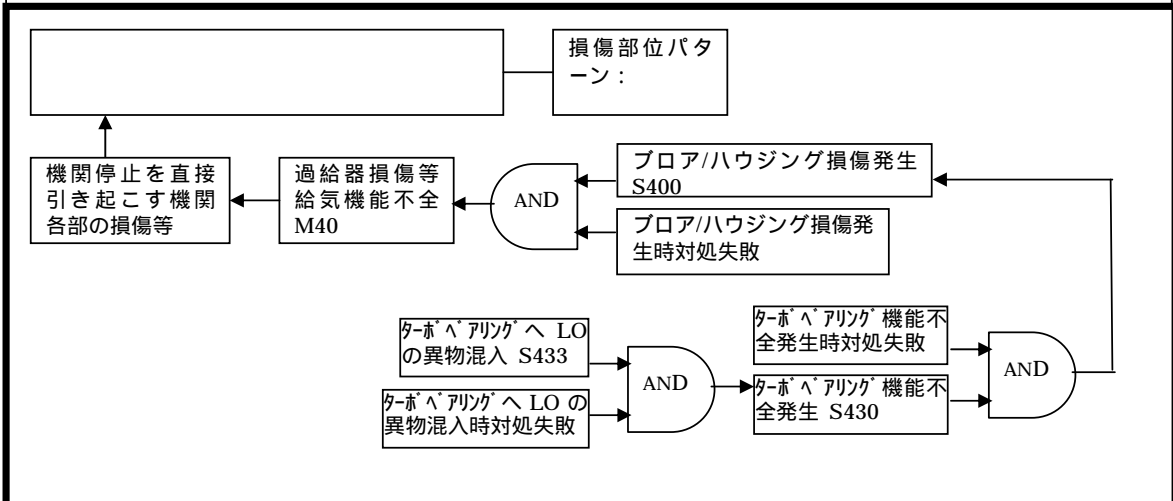 損傷部位パタ
ーン：
機関停止を直接
引き起こす機関
各部の損傷等
過給器損傷等
給気機能不全
M40
AND
ブロア/ハウジング損傷発生
S400
ブロア/ハウジング損傷発
生時対処失敗
ﾀｰﾎﾞﾍﾞｱﾘﾝｸﾞへ LO
の異物混入 S433
ﾀｰﾎﾞﾍﾞｱﾘﾝｸﾞへ LO の
異物混入時対処失敗
AND
ﾀｰﾎﾞﾍﾞｱﾘﾝｸﾞ機能不
全発生時対処失敗
ﾀｰﾎﾞﾍﾞｱﾘﾝｸﾞ機能不
全発生 S430
AND